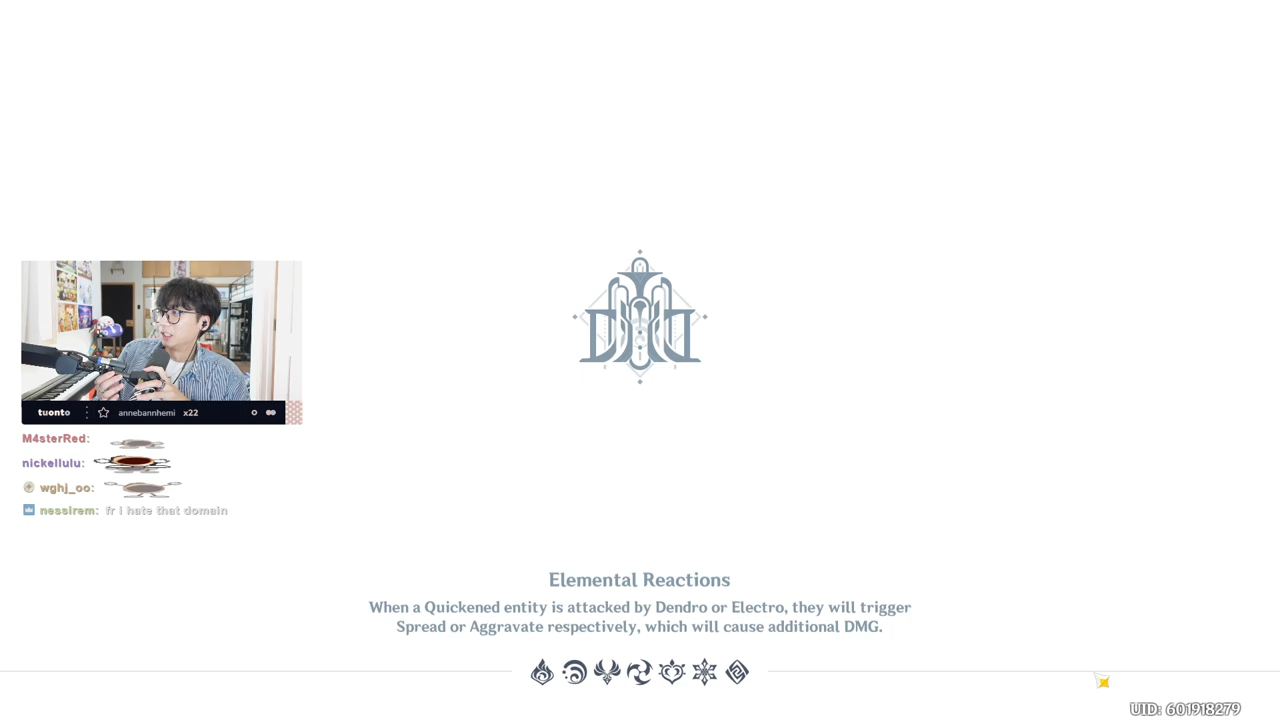 tuonto annebannhemi x22
M4sterRed:
nickellulu:
wghj_oo:
nessirem: fr i hate that domain
Elemental Reactions
When a Quickened entity is attacked by Dendro or Electro, they will trigger
Spread or Aggravate respectively, which will cause additional DMG.
UID: 601918279